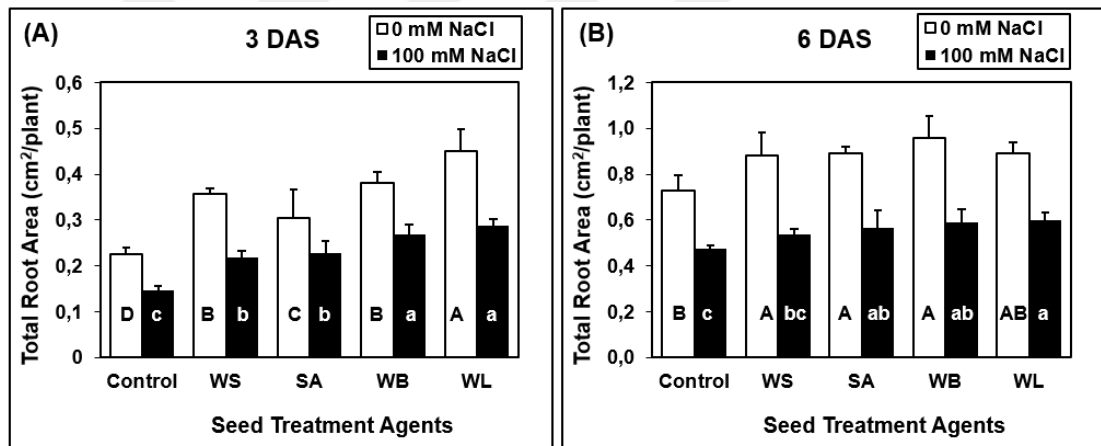 (A)
3 DAS
0 mM NaCl
100 mM NaCl
Total Root Area (cm²/plant)
0,6
0,5
0,4
0,3
0,2
0,1
0
D c B b C b B a A a
Control WS SA WB WL
Seed Treatment Agents
(B)
6 DAS
0 mM NaCl
100 mM NaCl
Total Root Area (cm²/plant)
1,2
1,0
0,8
0,6
0,4
0,2
0,0
B c A bc A ab A ab AB a
Control WS SA WB WL
Seed Treatment Agents